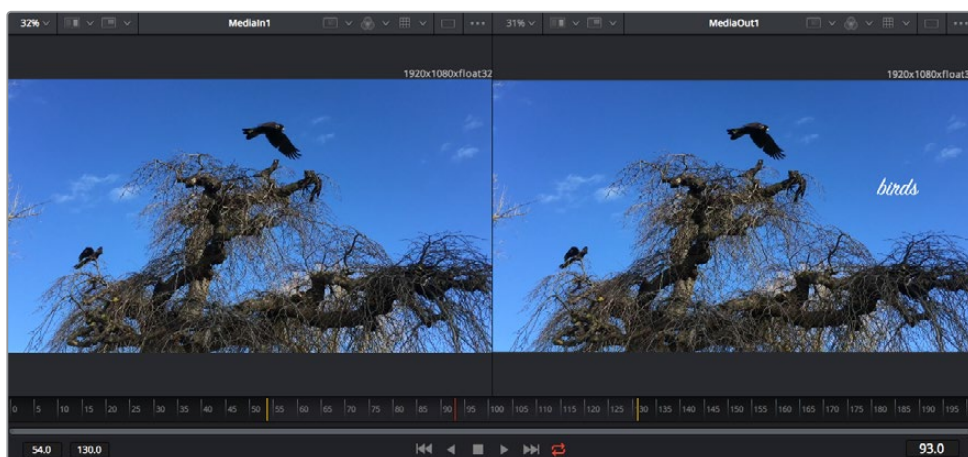 32% MediaIn1 31% MediaOut1
1920x1080xfloat32 1920x1080xfloat3
birds
0 5 10 15 20 25 30 35 40 45 50 55 60 65 70 75 80 85 90 95 100 105 110 115 120 125 130 135 140 145 150 155 160 165 170 175 180 185 190 195
54.0 130.0 93.0